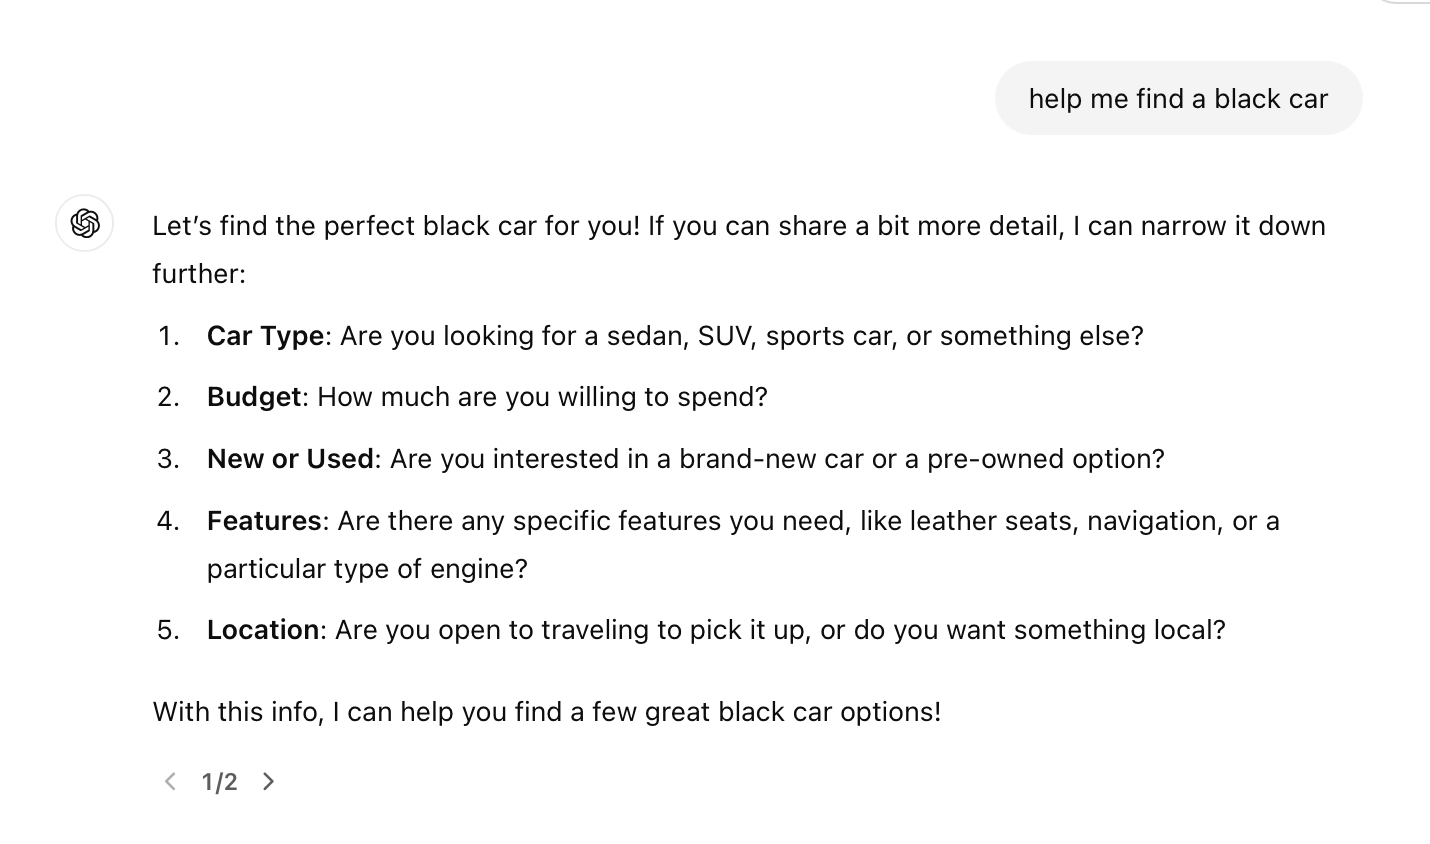 help me find a black car
Let’s find the perfect black car for you! If you can share a bit more detail, I can narrow it down
further:
1. Car Type: Are you looking for a sedan, SUV, sports car, or something else?
2. Budget: How much are you willing to spend?
3. New or Used: Are you interested in a brand-new car or a pre-owned option?
4. Features: Are there any specific features you need, like leather seats, navigation, or a
particular type of engine?
5. Location: Are you open to traveling to pick it up, or do you want something local?
With this info, I can help you find a few great black car options!
1/2